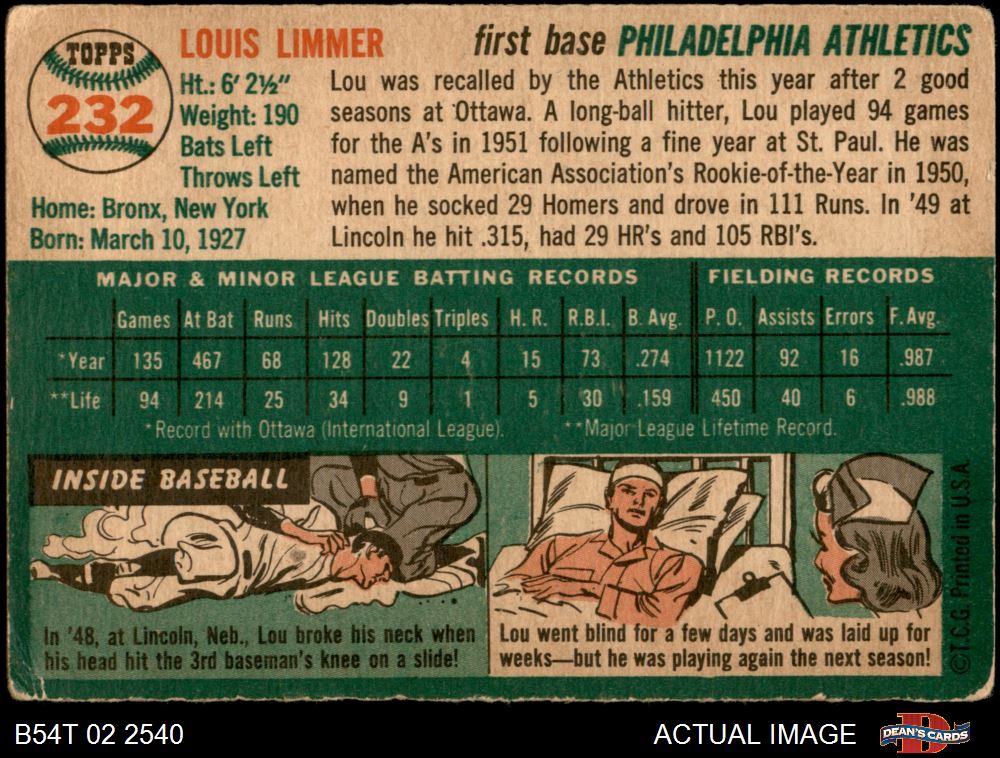 TOPPS
232
LOUIS LIMMER
first base PHILADELPHIA ATHLETICS
Ht.: 6' 2½"
Weight: 190
Bats Left
Throws Left
Home: Bronx, New York
Born: March 10, 1927
Lou was recalled by the Athletics this year after 2 good
seasons at Ottawa. A long-ball hitter, Lou played 94 games
for the A's in 1951 following a fine year at St. Paul. He was
named the American Association's Rookie-of-the-Year in 1950,
when he socked 29 Homers and drove in 111 Runs. In '49 at
Lincoln he hit .315, had 29 HR's and 105 RBI's.
MAJOR & MINOR LEAGUE BATTING RECORDS FIELDING RECORDS
Games At Bat Runs Hits Doubles Triples H. R. R.B.I. B. Avg. P. O. Assists Errors F. Avg.
*Year 135 467 68 128 22 4 15 73 .274 1122 92 16 .987
**Life 94 214 25 34 9 1 5 30 .159 450 40 6 .988
*Record with Ottawa (International League). **Major League Lifetime Record.
INSIDE BASEBALL
In '48, at Lincoln, Neb., Lou broke his neck when
his head hit the 3rd baseman's knee on a slide!
Lou went blind for a few days and was laid up for
weeks—but he was playing again the next season!
©T.C.G. Printed in U.S.A.
B54T 02 2540
ACTUAL IMAGE
D
DEAN'S CARDS